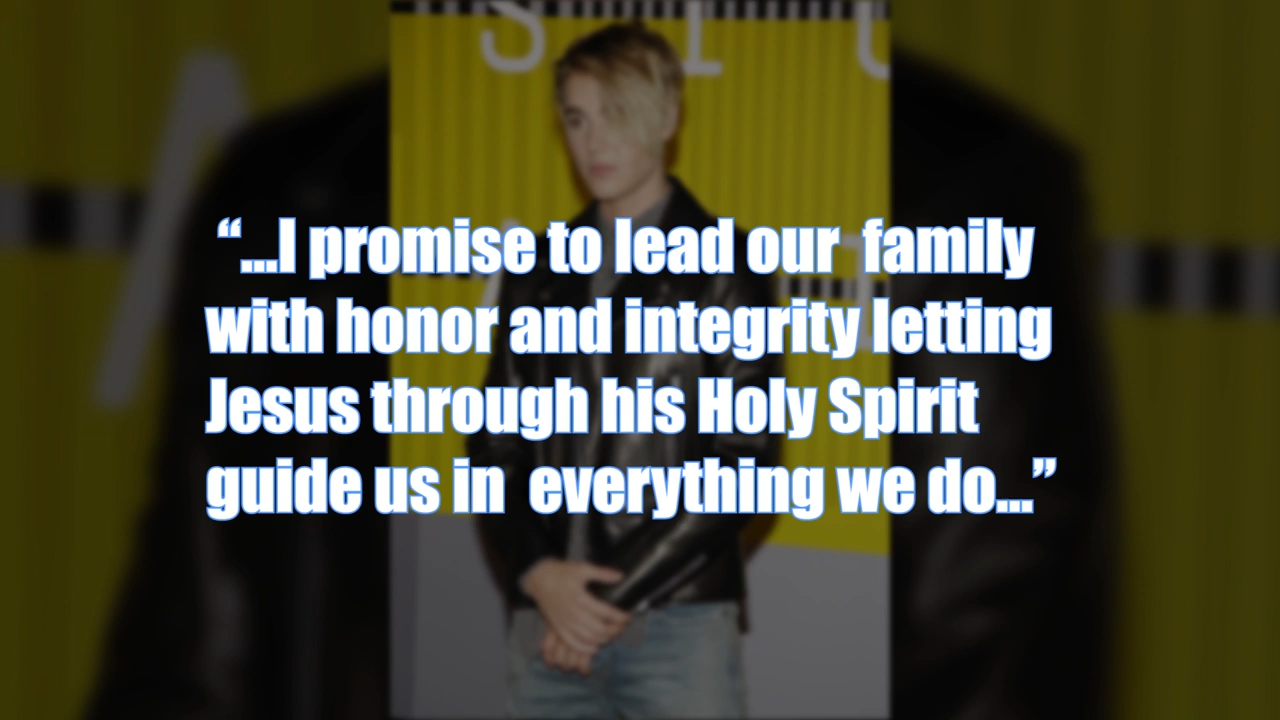 S I U
“...I promise to lead our family
with honor and integrity letting
Jesus through his Holy Spirit
guide us in everything we do...”